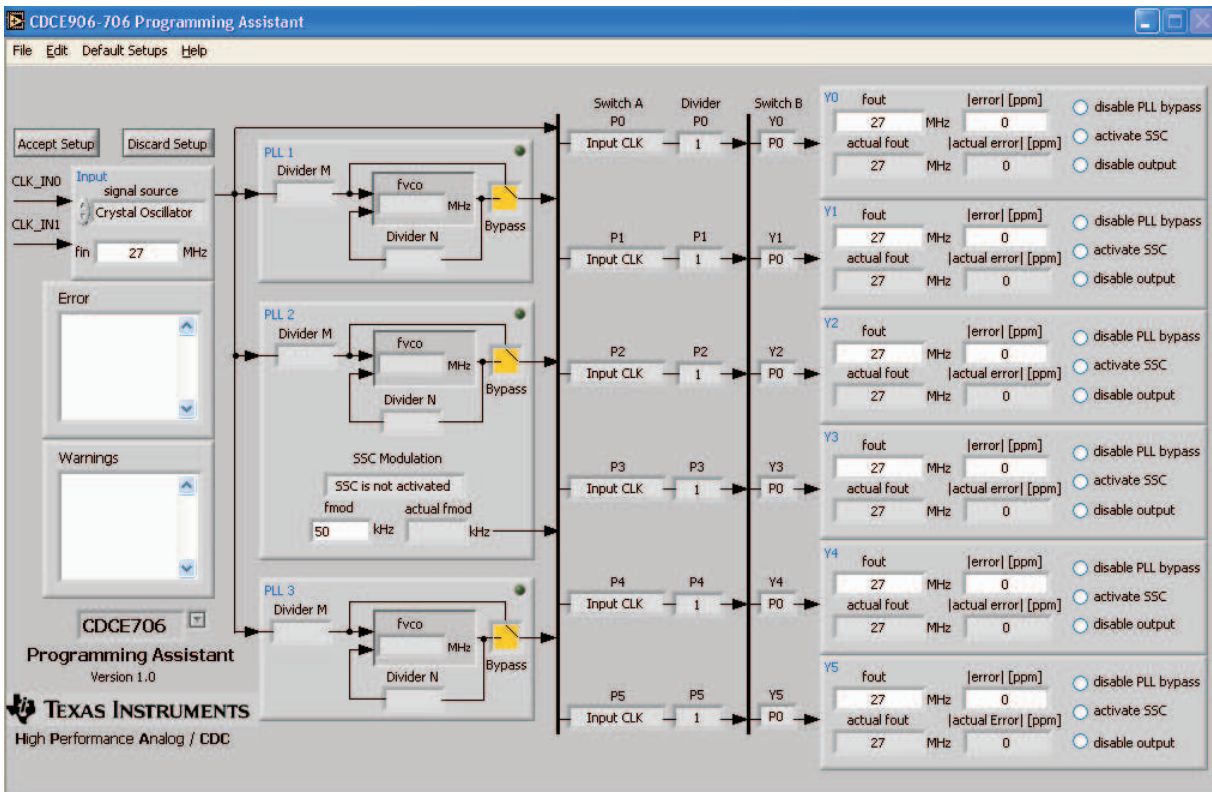 CDCE906-706 Programming Assistant
File Edit Default Setups Help
Accept Setup Discard Setup
CLK_IN0
CLK_IN1
Input
signal source
Crystal Oscillator
fin 27 MHz
Error
Warnings
CDCE706
Programming Assistant
Version 1.0
TEXAS INSTRUMENTS
High Performance Analog / CDC
PLL 1
Divider M
fvco
MHz
Divider N
Bypass
PLL 2
Divider M
fvco
MHz
Divider N
Bypass
SSC Modulation
SSC is not activated
fmod actual fmod
50 kHz kHz
PLL 3
Divider M
fvco
MHz
Divider N
Bypass
Switch A Divider Switch B
P0 P0 Y0
Input CLK 1 P0
P1 P1 Y1
Input CLK 1 P0
P2 P2 Y2
Input CLK 1 P0
P3 P3 Y3
Input CLK 1 P0
P4 P4 Y4
Input CLK 1 P0
P5 P5 Y5
Input CLK 1 P0
Y0 fout |error| [ppm]
27 MHz 0
actual fout |actual error| [ppm]
27 MHz 0
disable PLL bypass
activate SSC
disable output
Y1 fout |error| [ppm]
27 MHz 0
actual fout |actual error| [ppm]
27 MHz 0
disable PLL bypass
activate SSC
disable output
Y2 fout |error| [ppm]
27 MHz 0
actual fout |actual error| [ppm]
27 MHz 0
disable PLL bypass
activate SSC
disable output
Y3 fout |error| [ppm]
27 MHz 0
actual fout |actual error| [ppm]
27 MHz 0
disable PLL bypass
activate SSC
disable output
Y4 fout |error| [ppm]
27 MHz 0
actual fout |actual error| [ppm]
27 MHz 0
disable PLL bypass
activate SSC
disable output
Y5 fout |error| [ppm]
27 MHz 0
actual fout |actual Error| [ppm]
27 MHz 0
disable PLL bypass
activate SSC
disable output